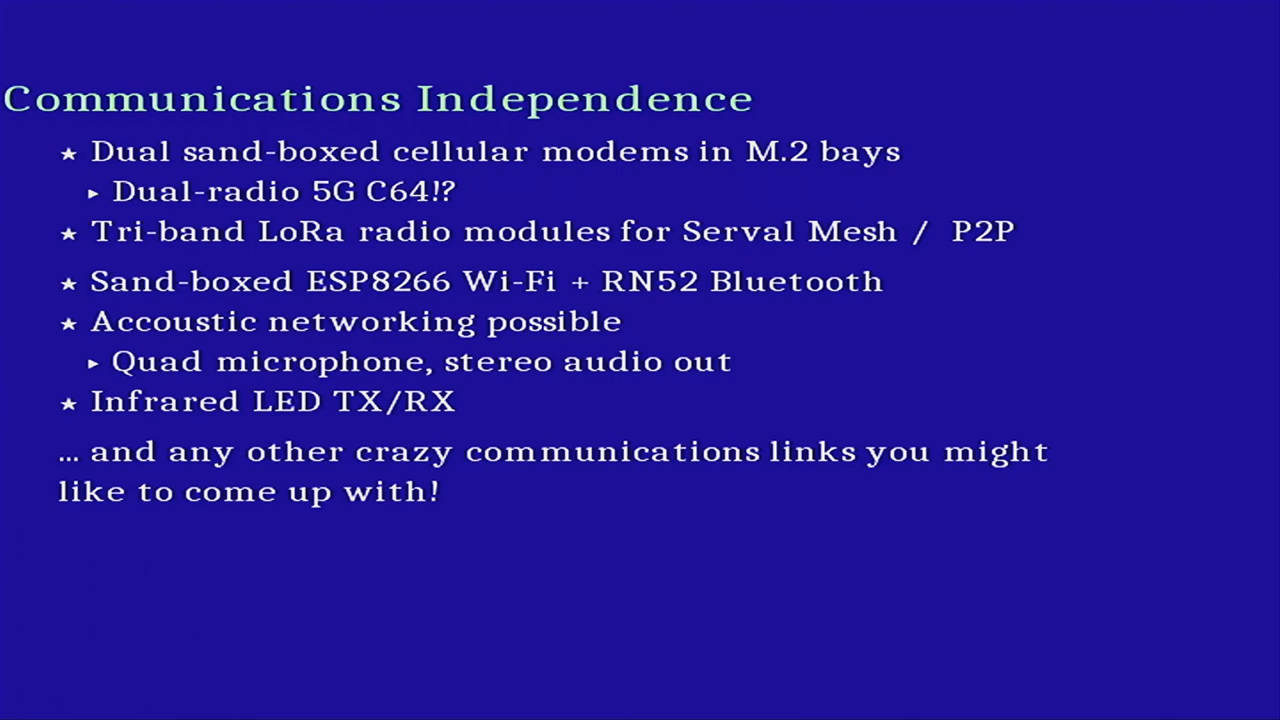 Communications Independence
★ Dual sand-boxed cellular modems in M.2 bays
▸ Dual-radio 5G C64!?
★ Tri-band LoRa radio modules for Serval Mesh / P2P
★ Sand-boxed ESP8266 Wi-Fi + RN52 Bluetooth
★ Accoustic networking possible
▸ Quad microphone, stereo audio out
★ Infrared LED TX/RX
... and any other crazy communications links you might
like to come up with!